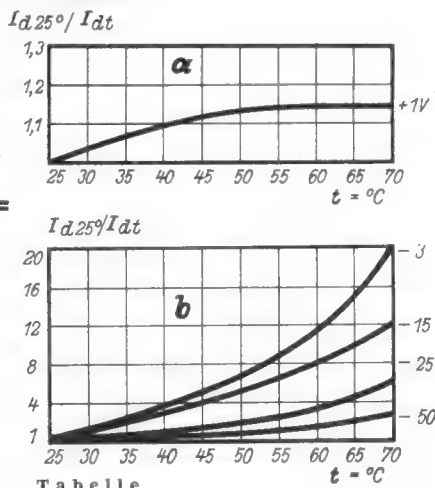 Id25°/Idt
1,3
1,2
1,1
a
+1V
25 30 35 40 45 50 55 60 65 70
t = °C
Id25°/Idt
20
16
12
8
4
1
b
- 3
- 15
- 25
- 50
25 30 35 40 45 50 55 60 65 70
t = °C
Tabelle